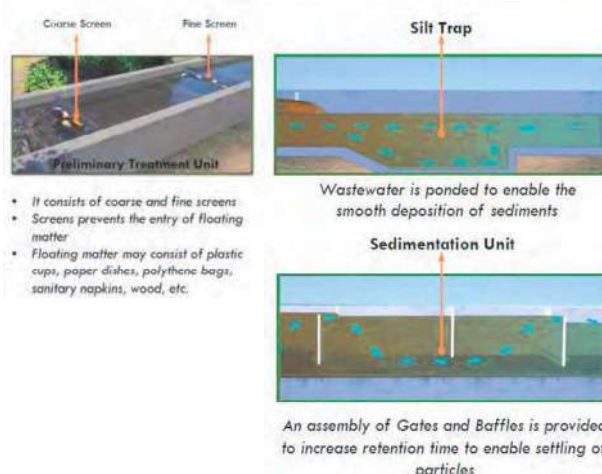 Coarse Screen
Fine Screen
Preliminary Treatment Unit
• It consists of coarse and fine screens
• Screens prevents the entry of floating
matter
• Floating matter may consist of plastic
cups, paper dishes, polythene bags,
sanitary napkins, wood, etc.
Silt Trap
Wastewater is ponded to enable the
smooth deposition of sediments
Sedimentation Unit
An assembly of Gates and Baffles is provided
to increase retention time to enable settling of
particles